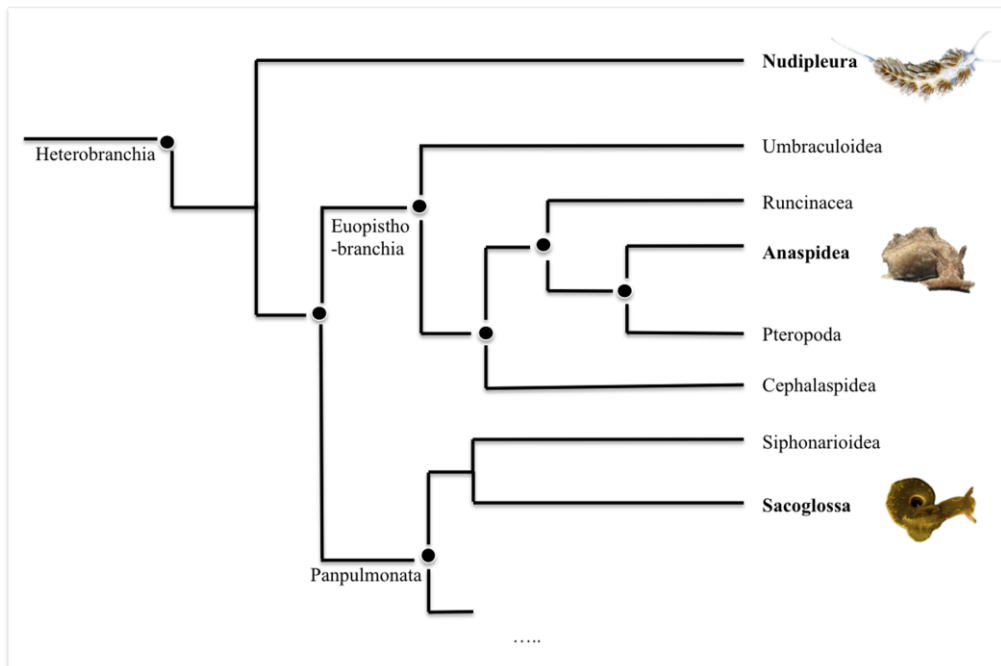 Nudipleura
Heterobranchia
Umbraculoidea
Runcinacea
Euopistho
-branchia
Anaspidea
Pteropoda
Cephalaspidea
Siphonarioidea
Sacoglossa
Panpulmonata
.....